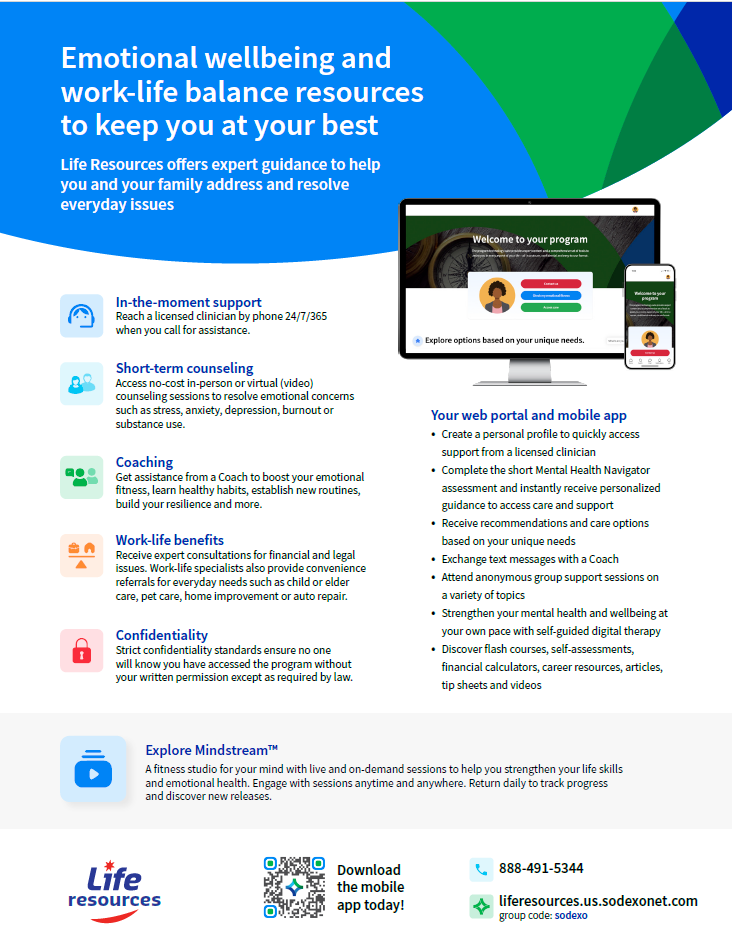 Emotional wellbeing and
work-life balance resources
to keep you at your best
Life Resources offers expert guidance to help
you and your family address and resolve
everyday issues
Welcome to your program
Contact us
Explore options based on your unique needs.
Welcome to your
program
In-the-moment support
Reach a licensed clinician by phone 24/7/365
when you call for assistance.
Short-term counseling
Access no-cost in-person or virtual (video)
counseling sessions to resolve emotional concerns
such as stress, anxiety, depression, burnout or
substance use.
Coaching
Get assistance from a Coach to boost your emotional
fitness, learn healthy habits, establish new routines,
build your resilience and more.
Work-life benefits
Receive expert consultations for financial and legal
issues. Work-life specialists also provide convenience
referrals for everyday needs such as child or elder
care, pet care, home improvement or auto repair.
Confidentiality
Strict confidentiality standards ensure no one
will know you have accessed the program without
your written permission except as required by law.
Your web portal and mobile app
• Create a personal profile to quickly access
support from a licensed clinician
• Complete the short Mental Health Navigator
assessment and instantly receive personalized
guidance to access care and support
• Receive recommendations and care options
based on your unique needs
• Exchange text messages with a Coach
• Attend anonymous group support sessions on
a variety of topics
• Strengthen your mental health and wellbeing at
your own pace with self-guided digital therapy
• Discover flash courses, self-assessments,
financial calculators, career resources, articles,
tip sheets and videos
Explore Mindstream™
A fitness studio for your mind with live and on-demand sessions to help you strengthen your life skills
and emotional health. Engage with sessions anytime and anywhere. Return daily to track progress
and discover new releases.
Life
resources
Download
the mobile
app today!
888-491-5344
liferesources.us.sodexonet.com
group code: sodexo